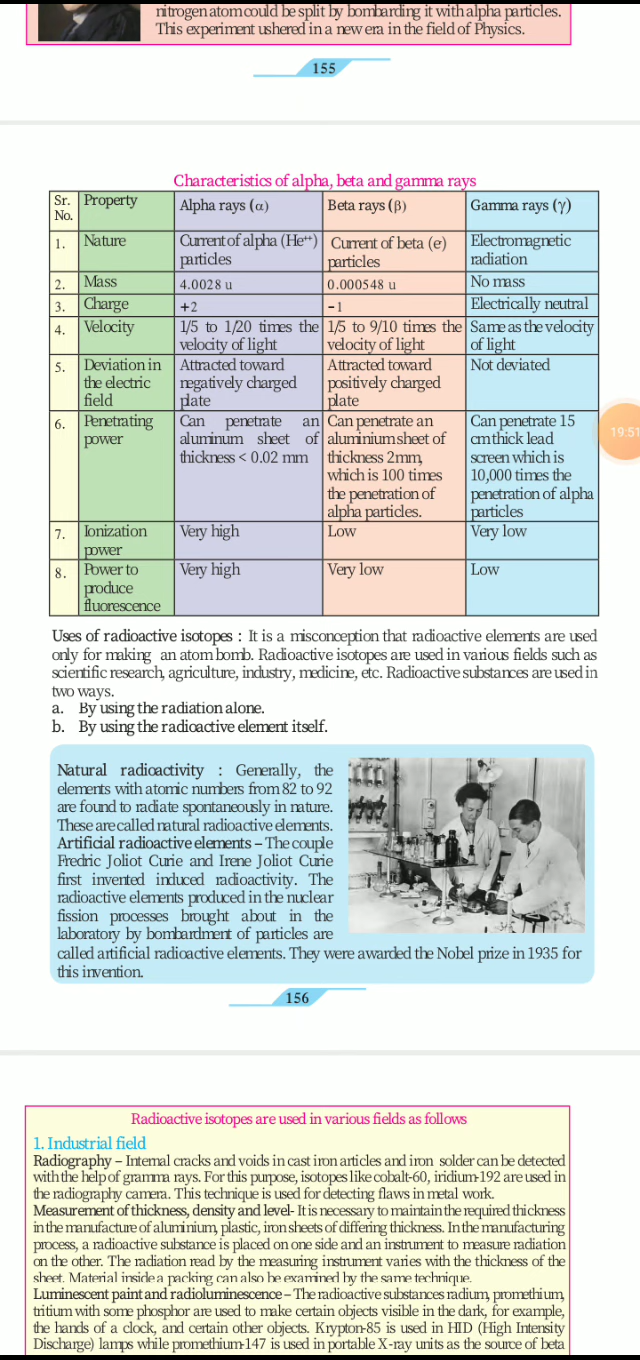 nitrogen atom could be split by bombarding it with alpha particles.
This experiment ushered in a new era in the field of Physics.
155
Characteristics of alpha, beta and gamma rays
Sr. No. Property Alpha rays (α) Beta rays (β) Gamma rays (γ)
1. Nature Current of alpha (He⁺⁺) particles Current of beta (e⁻) particles Electromagnetic radiation
2. Mass 4.0028 u 0.000548 u No mass
3. Charge +2 -1 Electrically neutral
4. Velocity 1/5 to 1/20 times the velocity of light 1/5 to 9/10 times the velocity of light Same as the velocity of light
5. Deviation in the electric field Attracted toward negatively charged plate Attracted toward positively charged plate Not deviated
6. Penetrating power Can penetrate an aluminum sheet of thickness < 0.02 mm Can penetrate an aluminium sheet of thickness 2mm, which is 100 times the penetration of alpha particles. Can penetrate 15 cm thick lead screen which is 10,000 times the penetration of alpha particles
19:51
7. Ionization power Very high Low Very low
8. Power to produce fluorescence Very high Very low Low
Uses of radioactive isotopes : It is a misconception that radioactive elements are used
only for making an atom bomb. Radioactive isotopes are used in various fields such as
scientific research, agriculture, industry, medicine, etc. Radioactive substances are used in
two ways.
a. By using the radiation alone.
b. By using the radioactive element itself.
Natural radioactivity : Generally, the
elements with atomic numbers from 82 to 92
are found to radiate spontaneously in nature.
These are called natural radioactive elements.
Artificial radioactive elements – The couple
Fredric Joliot Curie and Irene Joliot Curie
first invented induced radioactivity. The
radioactive elements produced in the nuclear
fission processes brought about in the
laboratory by bombardment of particles are
called artificial radioactive elements. They were awarded the Nobel prize in 1935 for
this invention.
156
Radioactive isotopes are used in various fields as follows
1. Industrial field
Radiography – Internal cracks and voids in cast iron articles and iron solder can be detected
with the help of gramma rays. For this purpose, isotopes like cobalt-60, iridium-192 are used in
the radiography camera. This technique is used for detecting flaws in metal work.
Measurement of thickness, density and level- It is necessary to maintain the required thickness
in the manufacture of aluminium, plastic, iron sheets of differing thickness. In the manufacturing
process, a radioactive substance is placed on one side and an instrument to measure radiation
on the other. The radiation read by the measuring instrument varies with the thickness of the
sheet. Material inside a packing can also be examined by the same technique.
Luminescent paint and radioluminescence – The radioactive substances radium, promethium,
tritium with some phosphor are used to make certain objects visible in the dark, for example,
the hands of a clock, and certain other objects. Krypton-85 is used in HID (High Intensity
Discharge) lamps while promethium-147 is used in portable X-ray units as the source of beta